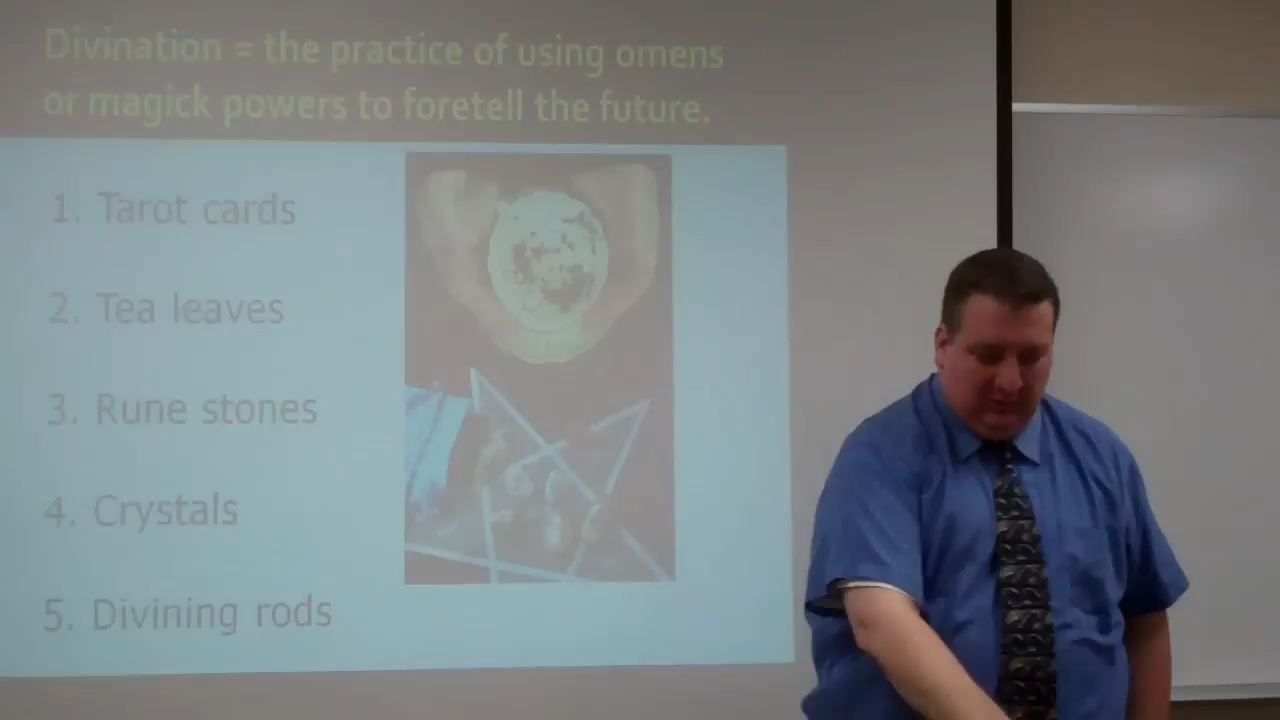 Divination = the practice of using omens
or magick powers to foretell the future.
1. Tarot cards
2. Tea leaves
3. Rune stones
4. Crystals
5. Divining rods